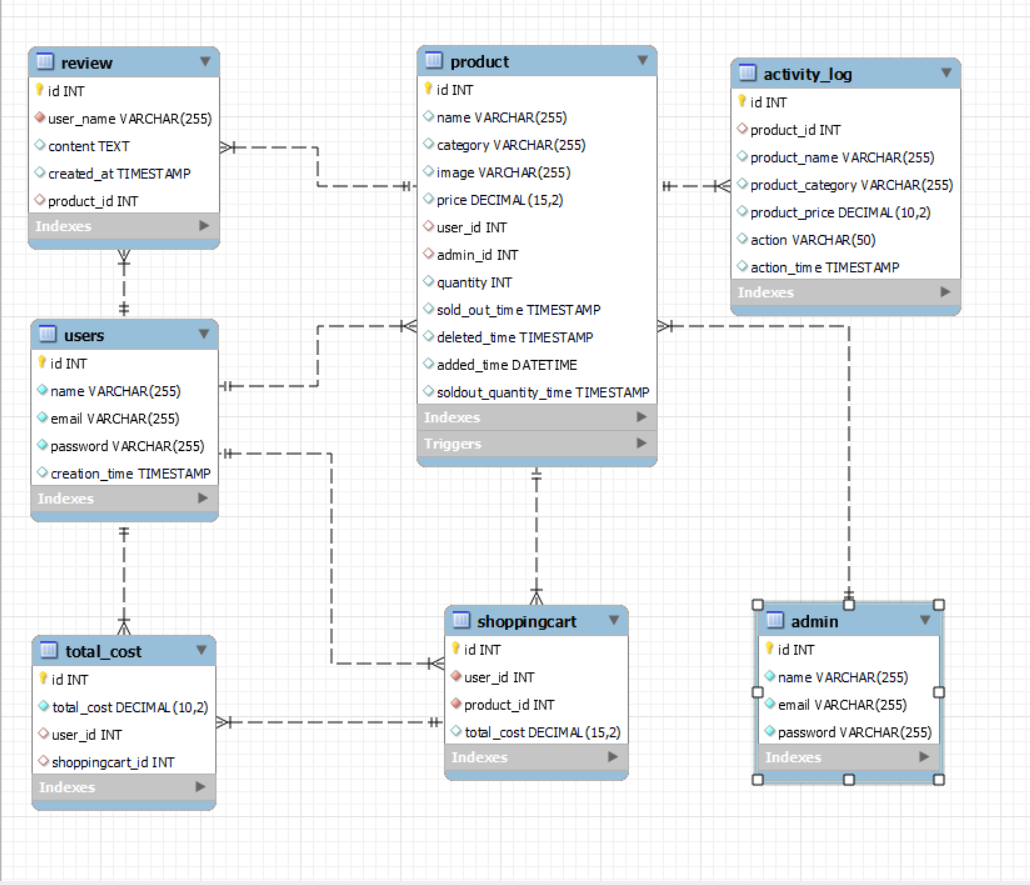 review
id INT
user_name VARCHAR(255)
content TEXT
created_at TIMESTAMP
product_id INT
Indexes
product
id INT
name VARCHAR(255)
category VARCHAR(255)
image VARCHAR(255)
price DECIMAL(15,2)
user_id INT
admin_id INT
quantity INT
sold_out_time TIMESTAMP
deleted_time TIMESTAMP
added_time DATETIME
soldout_quantity_time TIMESTAMP
Indexes
Triggers
activity_log
id INT
product_id INT
product_name VARCHAR(255)
product_category VARCHAR(255)
product_price DECIMAL(10,2)
action VARCHAR(50)
action_time TIMESTAMP
Indexes
users
id INT
name VARCHAR(255)
email VARCHAR(255)
password VARCHAR(255)
creation_time TIMESTAMP
Indexes
total_cost
id INT
total_cost DECIMAL(10,2)
user_id INT
shoppingcart_id INT
Indexes
shoppingcart
id INT
user_id INT
product_id INT
total_cost DECIMAL(15,2)
Indexes
admin
id INT
name VARCHAR(255)
email VARCHAR(255)
password VARCHAR(255)
Indexes